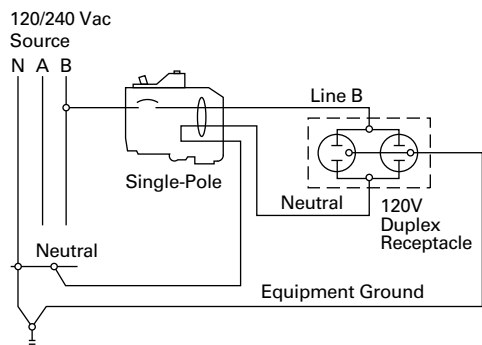 120/240 Vac
Source
N A B
Line B
Single-Pole
Neutral
120V
Duplex
Receptacle
Neutral
Equipment Ground